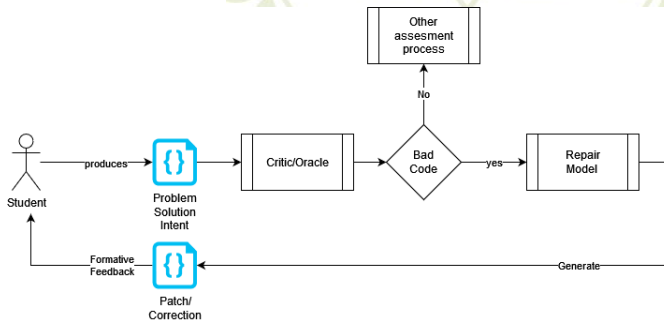 Other
assesment
process
No
produces
{}
Critic/Oracle
Bad
Code
yes
Repair
Model
Student
Problem
Solution
Intent
Formative
Feedback
{}
Generate
Patch/
Correction